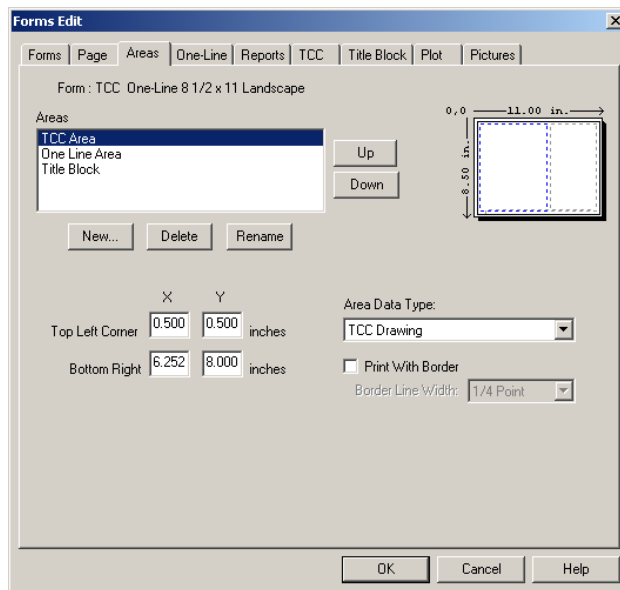 Forms Edit
Forms Page Areas One-Line Reports TCC Title Block Plot Pictures
Form : TCC One-Line 8 1/2 x 11 Landscape
Areas
TCC Area
One Line Area
Title Block
Up
Down
0,0 11.00 in.
8.50 in.
New... Delete Rename
X Y
Top Left Corner 0.500 0.500 inches
Bottom Right 6.252 8.000 inches
Area Data Type:
TCC Drawing
Print With Border
Border Line Width: 1/4 Point
OK Cancel Help